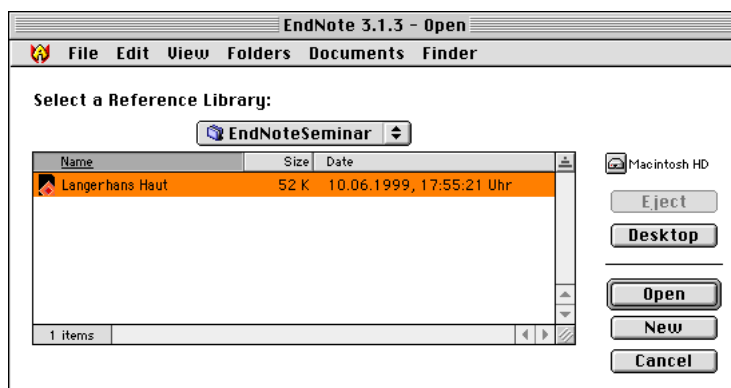 EndNote 3.1.3 - Open
File Edit View Folders Documents Finder
Select a Reference Library:
EndNoteSeminar
Name Size Date
Macintosh HD
Langerhans Haut 52 K 10.06.1999, 17:55:21 Uhr
Eject
Desktop
Open
1 items
New
Cancel